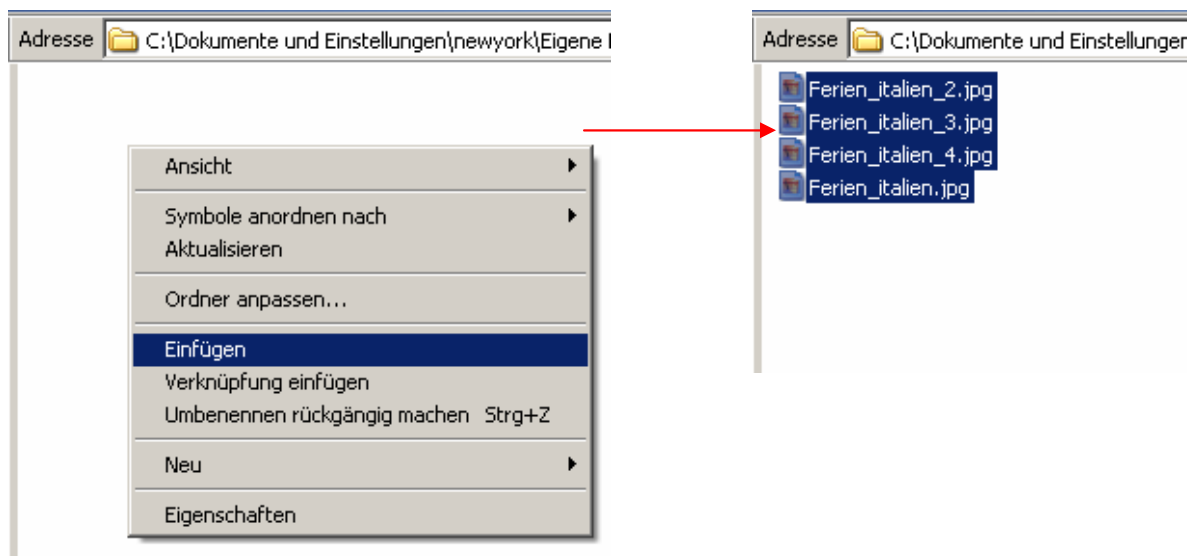 Adresse C:\Dokumente und Einstellungen\newyork\Eigene
Ansicht
Symbole anordnen nach
Aktualisieren
Ordner anpassen...
Einfügen
Verknüpfung einfügen
Umbenennen rückgängig machen Strg+Z
Neu
Eigenschaften
Adresse C:\Dokumente und Einstellungen
Ferien_italien_2.jpg
Ferien_italien_3.jpg
Ferien_italien_4.jpg
Ferien_italien.jpg